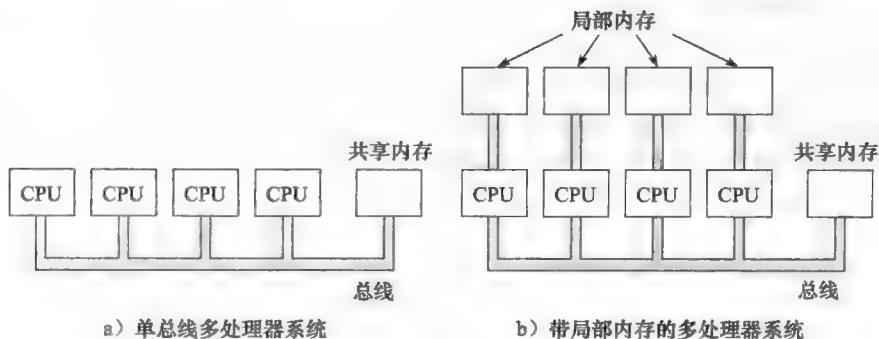 局部内存
共享内存
CPU CPU CPU CPU
总线
a）单总线多处理器系统
共享内存
CPU CPU CPU CPU
总线
b）带局部内存的多处理器系统